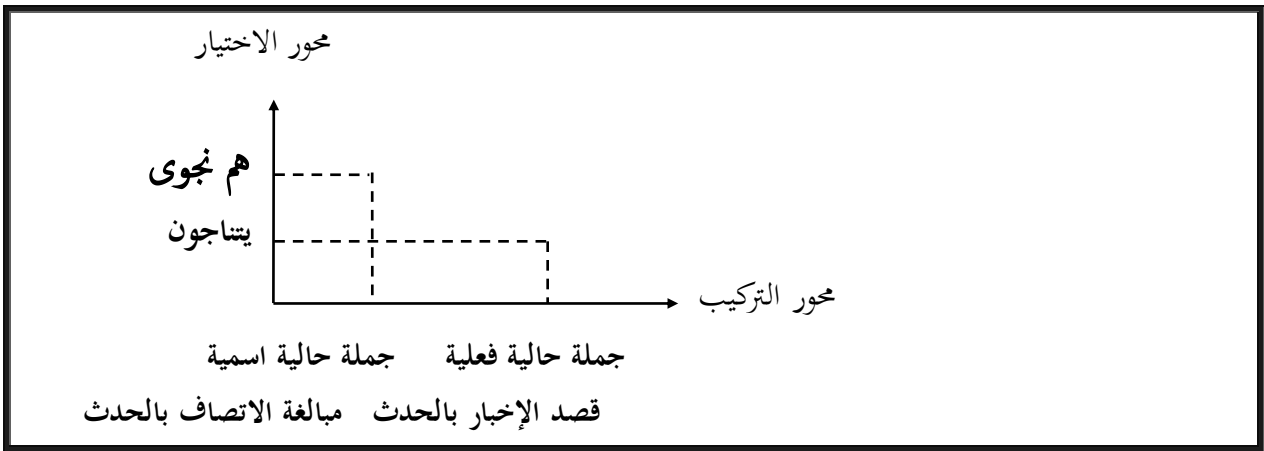 محور الاختيار
هم نجوى
يتناجون
محور التركيب
جملة حالية فعلية جملة حالية اسمية
قصد الإخبار بالحدث مبالغة الاتصاف بالحدث